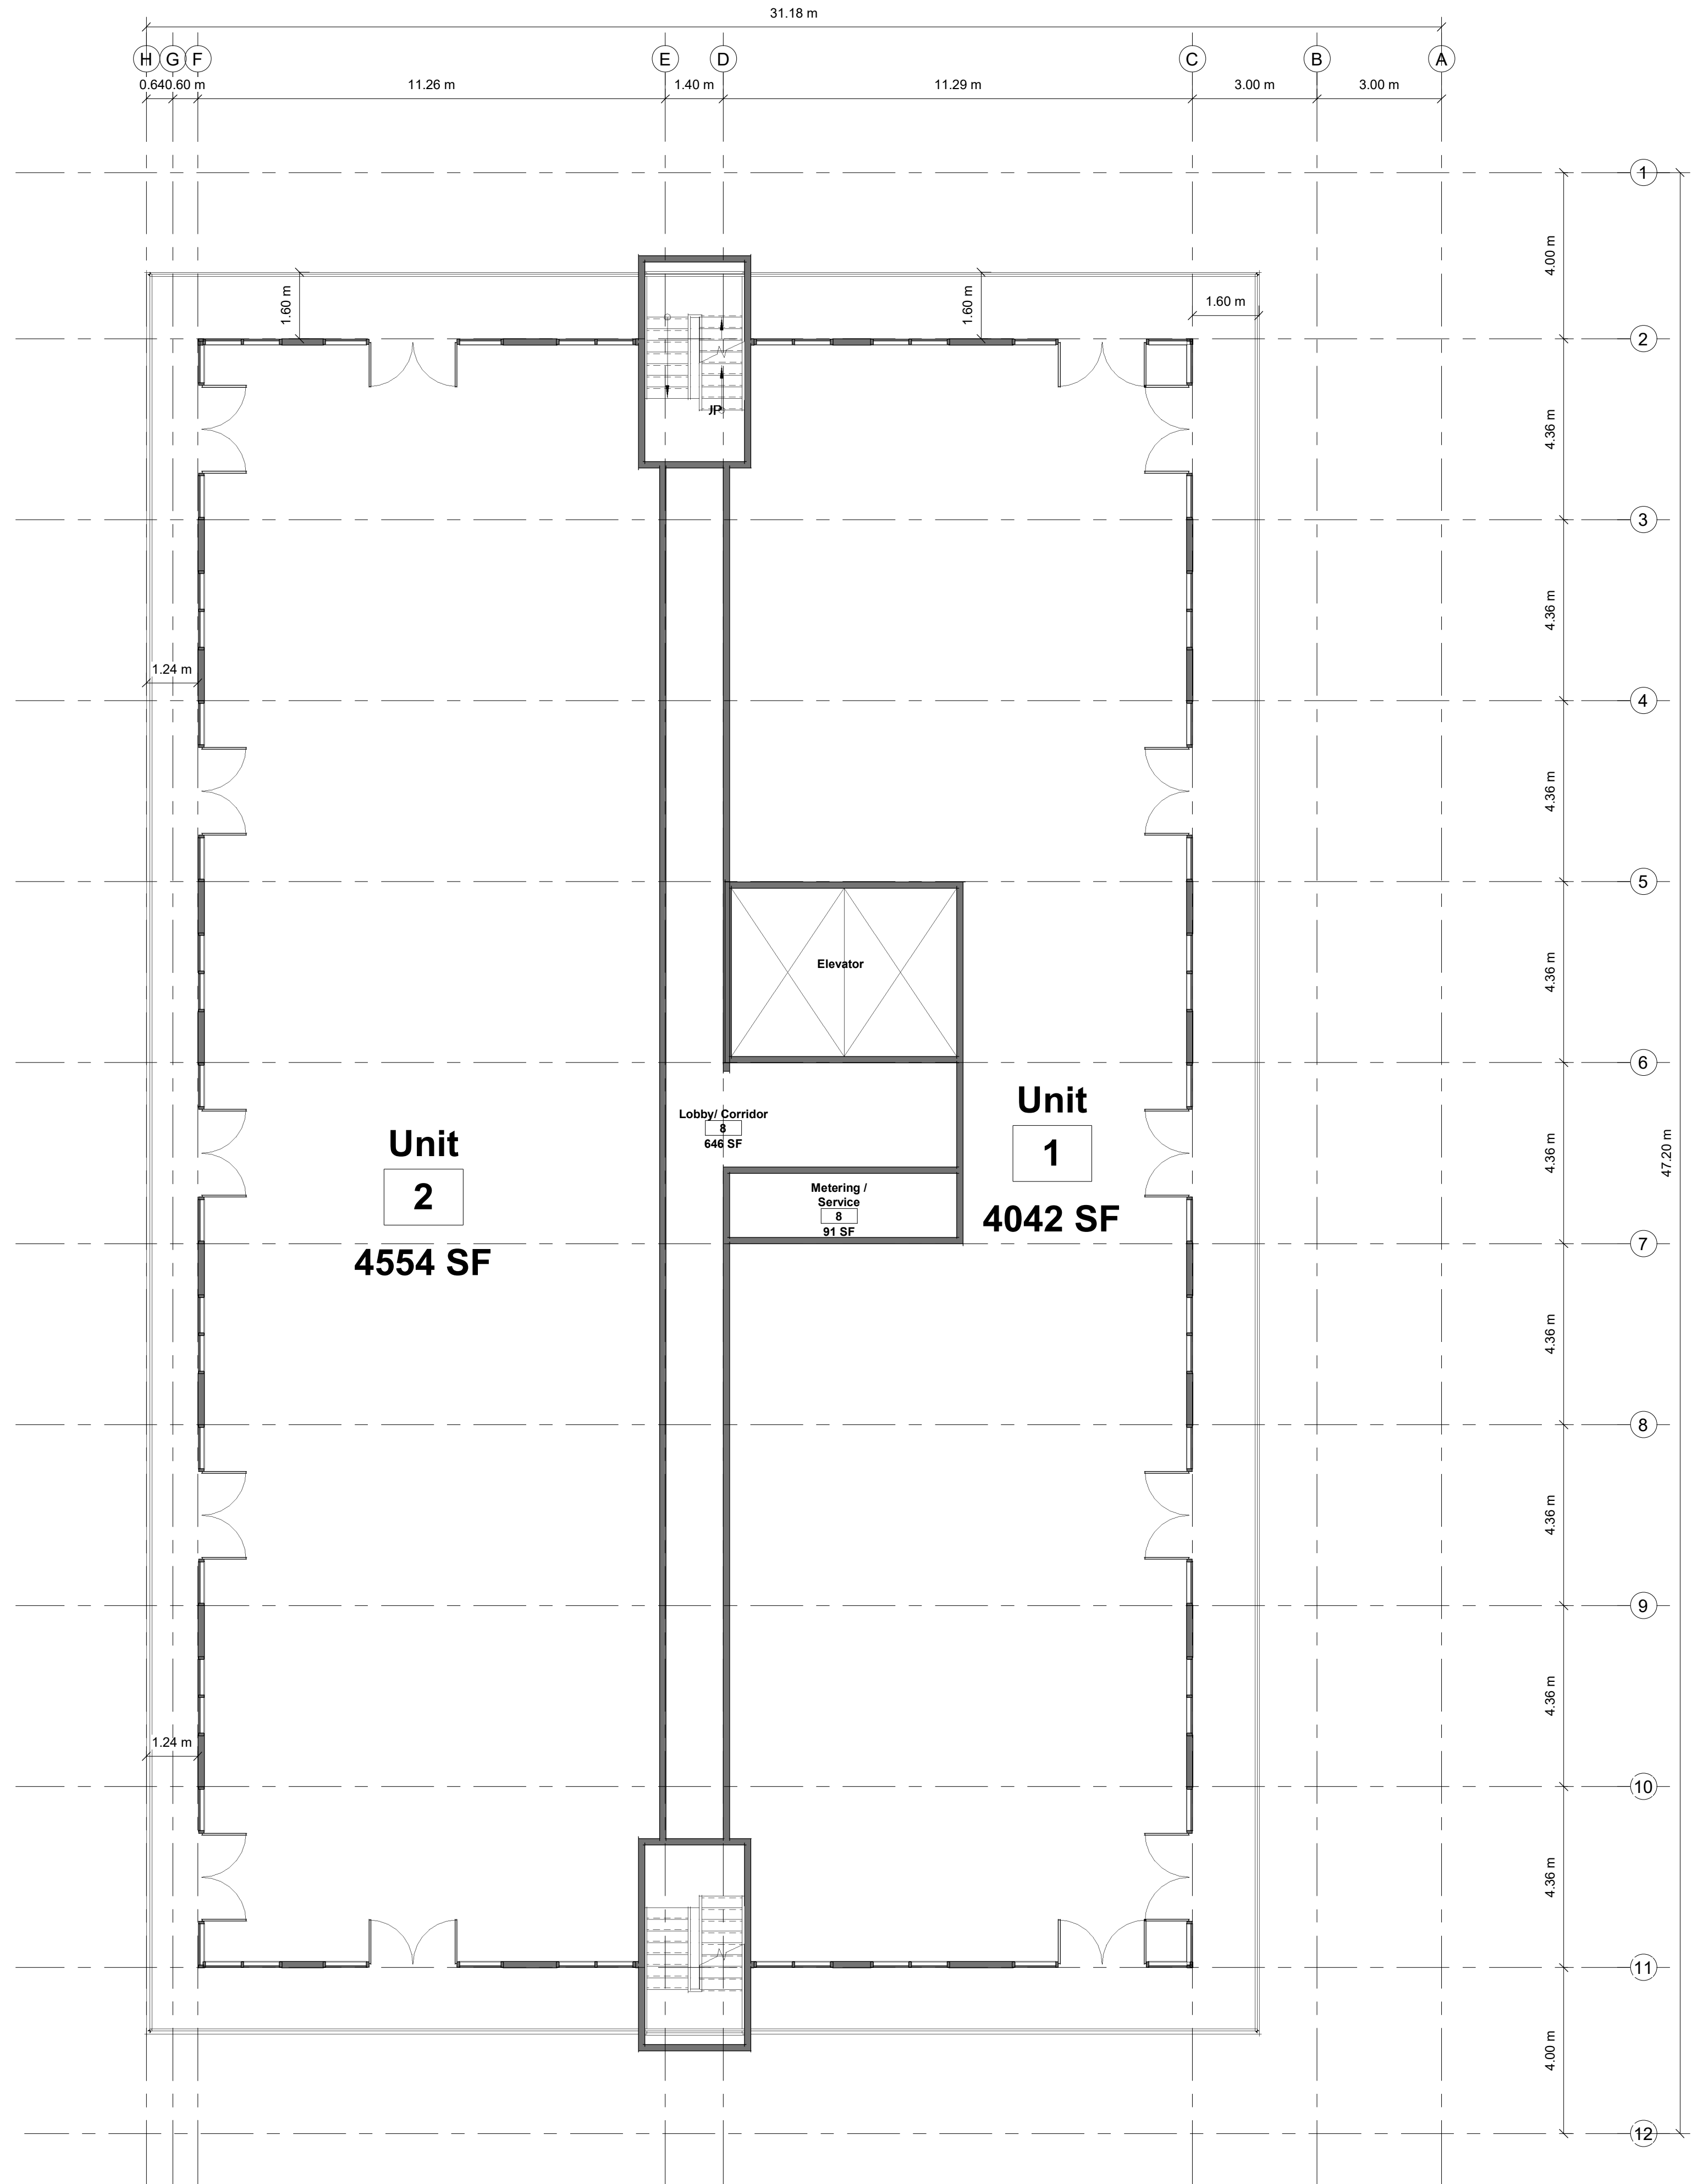 31.18 m
H G F E D C B A
0.640.60 m 11.26 m 1.40 m 11.29 m 3.00 m 3.00 m
1
4.00 m
1.60 m
1.60 m
1.60 m
2
4.36 m
3
4.36 m
1.24 m
4
4.36 m
5
Elevator
4.36 m
6
Lobby/ Corridor
8
646 SF
Unit
1
4042 SF
Unit
2
4554 SF
Metering /
Service
8
91 SF
4.36 m
47.20 m
7
4.36 m
8
4.36 m
9
4.36 m
1.24 m
10
4.36 m
11
4.00 m
12